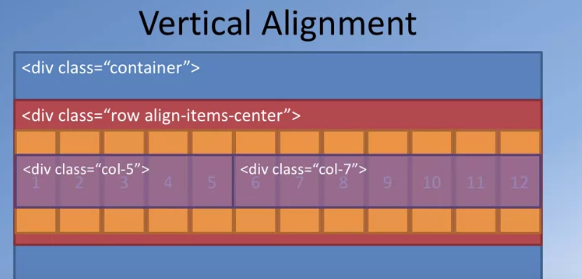 Vertical Alignment
<div class=“container”>
<div class=“row align-items-center”>
<div class=“col-5”> <div class=“col-7”>
1 2 3 4 5 6 7 8 9 10 11 12